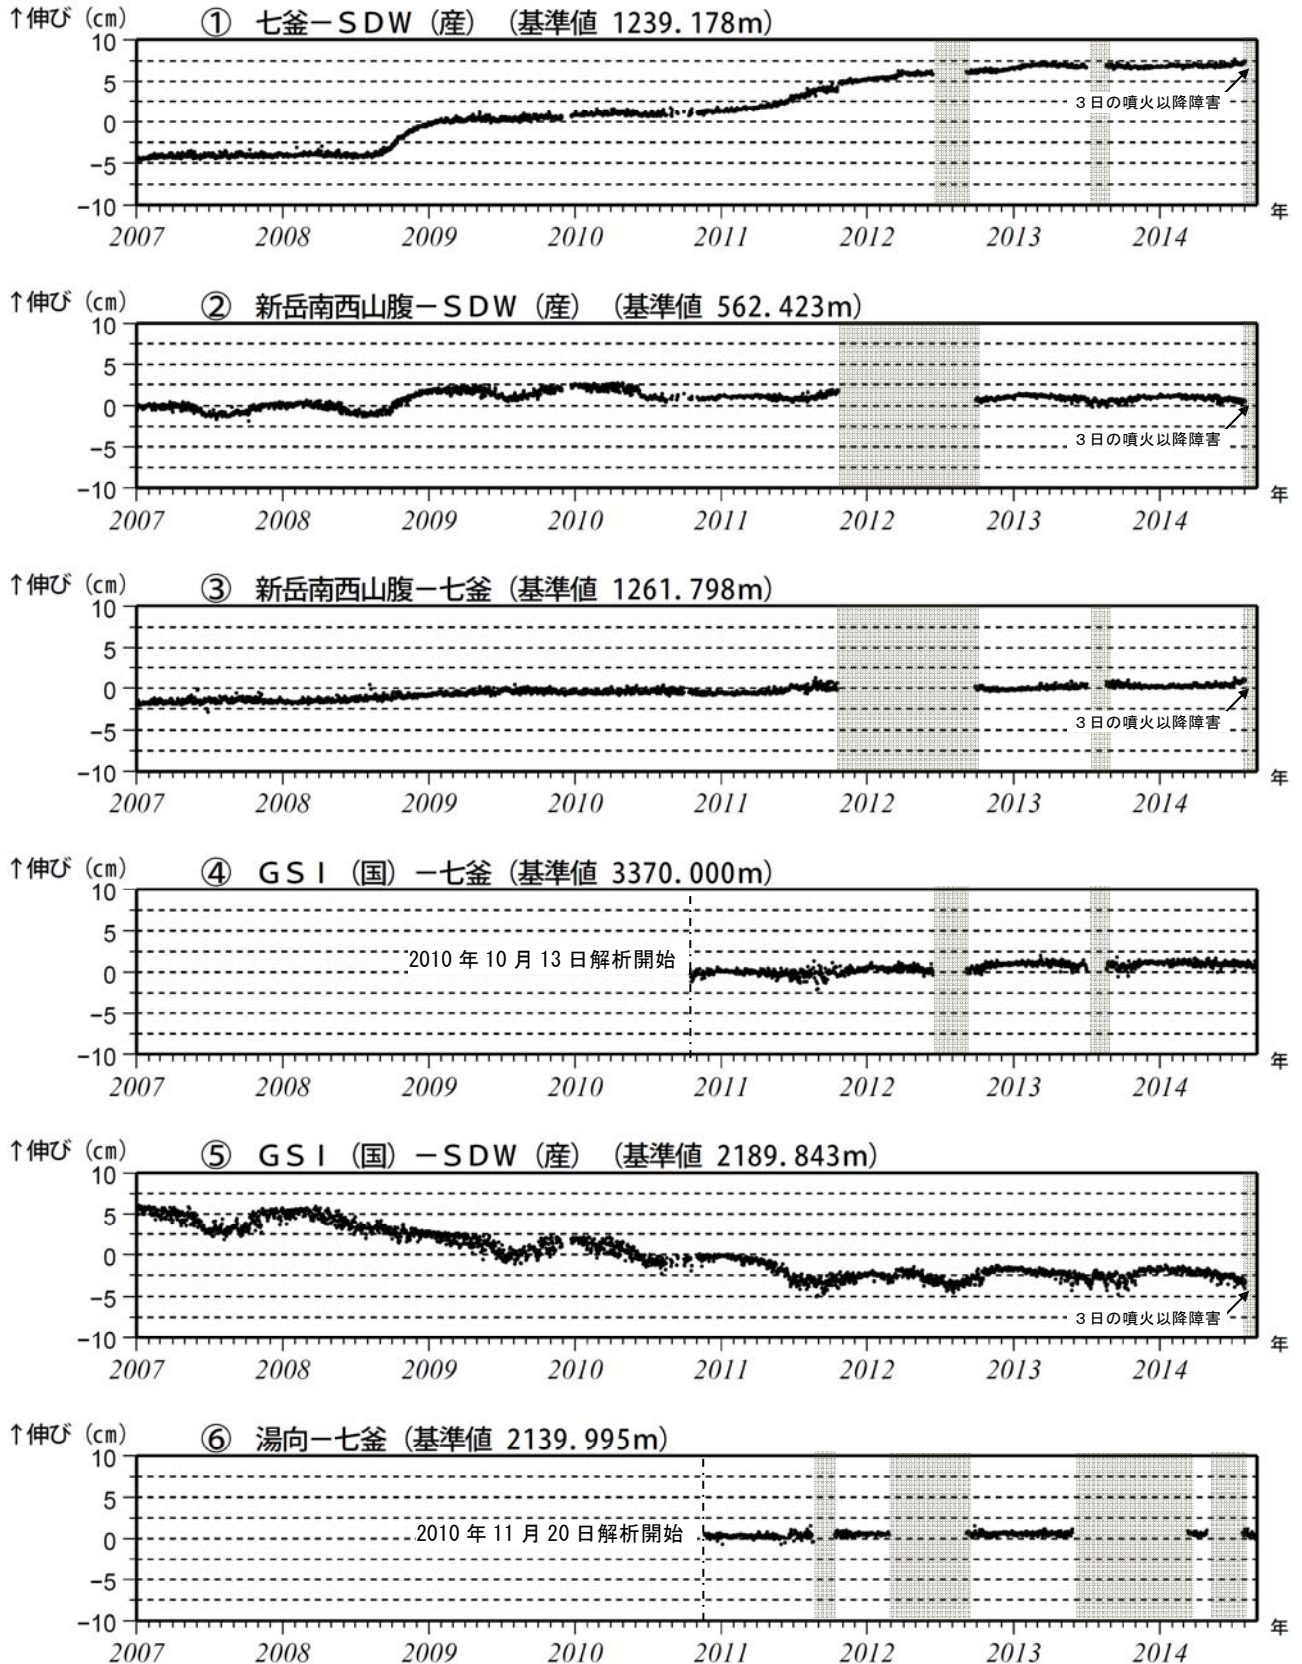 ↑伸び（cm） ① 七釜－ＳＤＷ（産）（基準値 1239.178m）
10
5
0
−5
−10
3日の噴火以降障害
年
2007 2008 2009 2010 2011 2012 2013 2014
↑伸び（cm） ② 新岳南西山腹－ＳＤＷ（産）（基準値 562.423m）
10
5
0
−5
−10
3日の噴火以降障害
年
2007 2008 2009 2010 2011 2012 2013 2014
↑伸び（cm） ③ 新岳南西山腹－七釜（基準値 1261.798m）
10
5
0
−5
−10
3日の噴火以降障害
年
2007 2008 2009 2010 2011 2012 2013 2014
↑伸び（cm） ④ ＧＳＩ（国）－七釜（基準値 3370.000m）
10
5
2010 年 10 月 13 日解析開始
0
−5
−10
年
2007 2008 2009 2010 2011 2012 2013 2014
↑伸び（cm） ⑤ ＧＳＩ（国）－ＳＤＷ（産）（基準値 2189.843m）
10
5
0
−5
−10
3日の噴火以降障害
年
2007 2008 2009 2010 2011 2012 2013 2014
↑伸び（cm） ⑥ 湯向－七釜（基準値 2139.995m）
10
5
2010 年 11 月 20 日解析開始
0
−5
−10
年
2007 2008 2009 2010 2011 2012 2013 2014